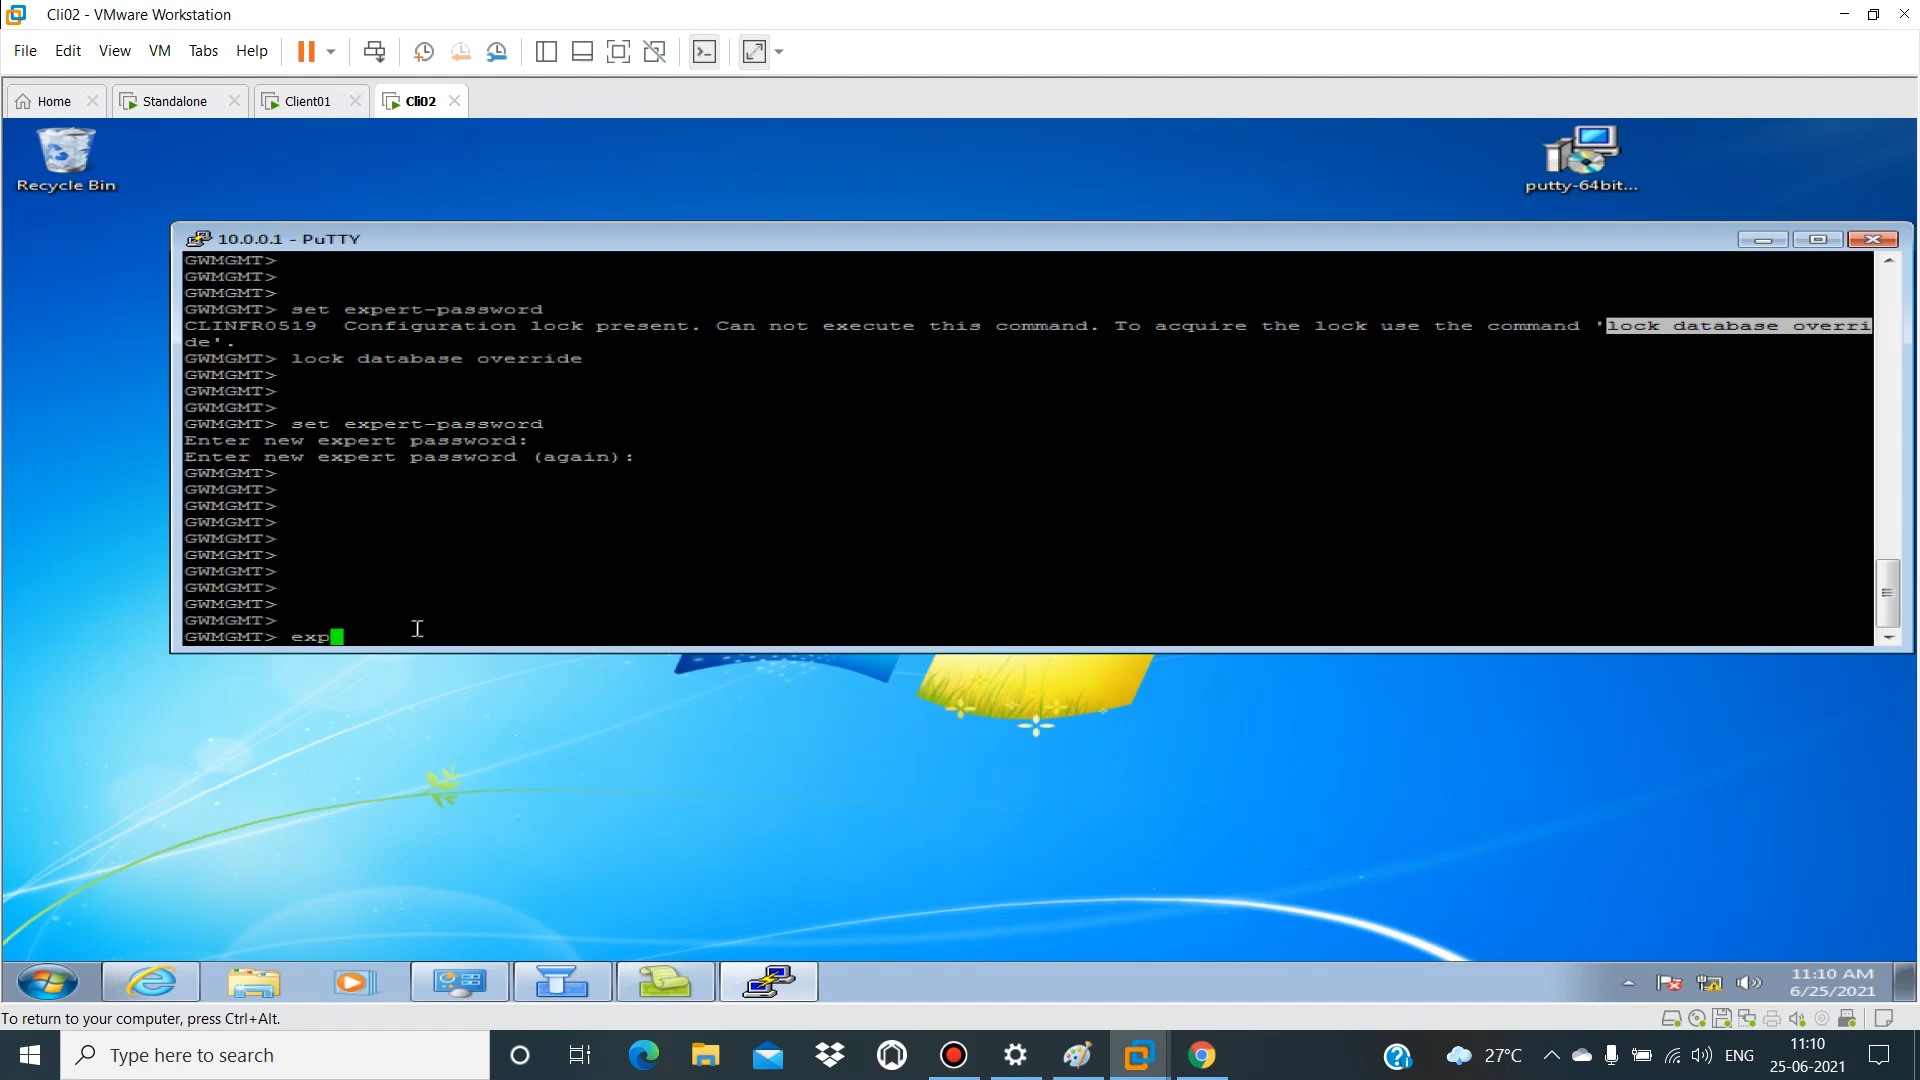 Cli02 - VMware Workstation
File Edit View VM Tabs Help
Home Standalone Client01 Cli02
Recycle Bin
putty-64bit...
10.0.0.1 - PuTTY
GWMGMT>
GWMGMT>
GWMGMT>
GWMGMT> set expert-password
CLINFR0519 Configuration lock present. Can not execute this command. To acquire the lock use the command 'lock database overri
de'.
GWMGMT> lock database override
GWMGMT>
GWMGMT>
GWMGMT>
GWMGMT> set expert-password
Enter new expert password:
Enter new expert password (again):
GWMGMT>
GWMGMT>
GWMGMT>
GWMGMT>
GWMGMT>
GWMGMT>
GWMGMT>
GWMGMT>
GWMGMT>
GWMGMT>
GWMGMT> exp
11:10 AM
6/25/2021
To return to your computer, press Ctrl+Alt.
Type here to search
27°C
ENG
11:10
25-06-2021